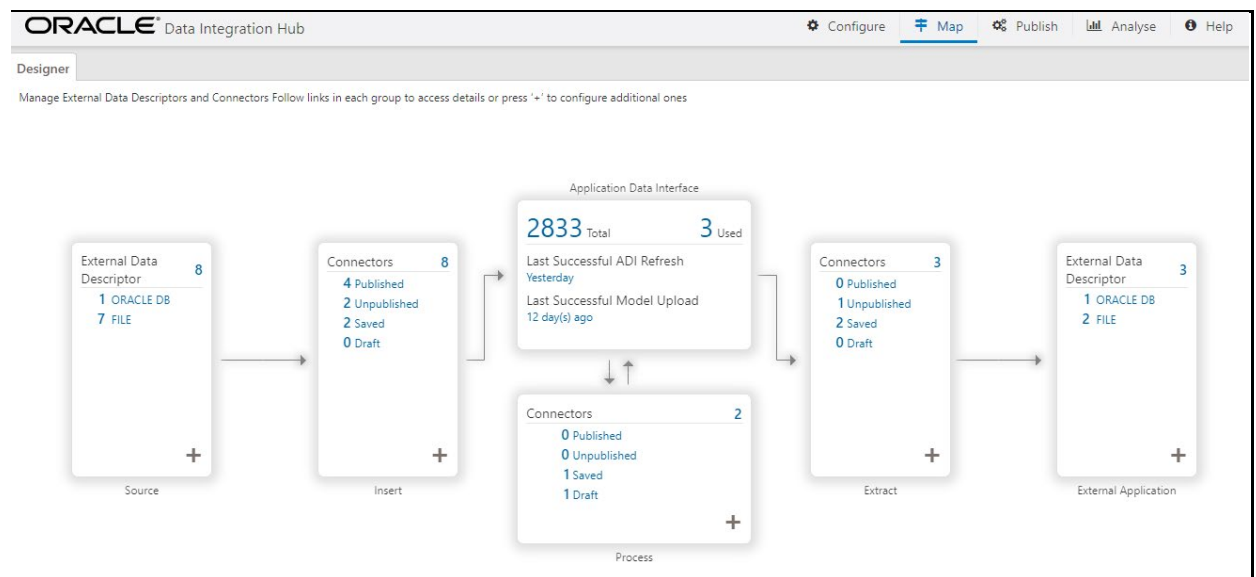 ORACLE® Data Integration Hub
Configure
Map
Publish
Analyse
Help
Designer
Manage External Data Descriptors and Connectors Follow links in each group to access details or press '+' to configure additional ones
External Data Descriptor 8
1 ORACLE DB
7 FILE
+
Source
Connectors 8
4 Published
2 Unpublished
2 Saved
0 Draft
+
Insert
Application Data Interface
2833 Total 3 Used
Last Successful ADI Refresh
Yesterday
Last Successful Model Upload
12 day(s) ago
Connectors 2
0 Published
0 Unpublished
1 Saved
1 Draft
+
Process
Connectors 3
0 Published
1 Unpublished
2 Saved
0 Draft
+
Extract
External Data Descriptor 3
1 ORACLE DB
2 FILE
+
External Application